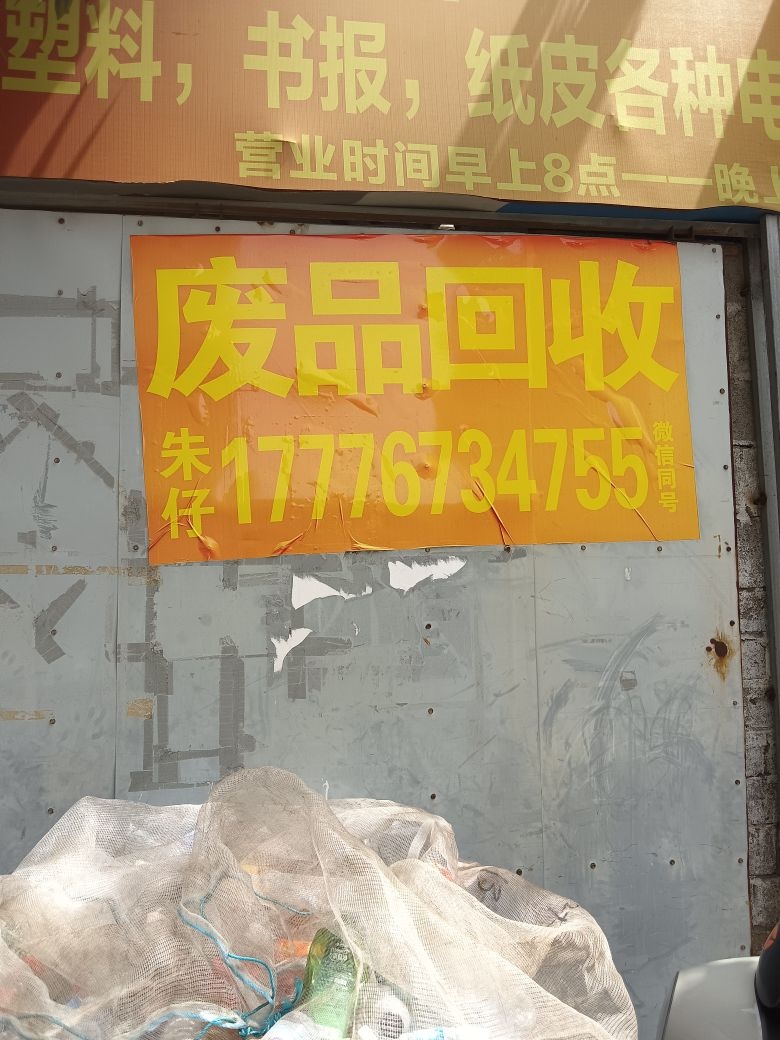 塑料，书报，纸皮各种电
营业时间早上8点——晚上
废品回收
朱仔 17776734755 微信同号